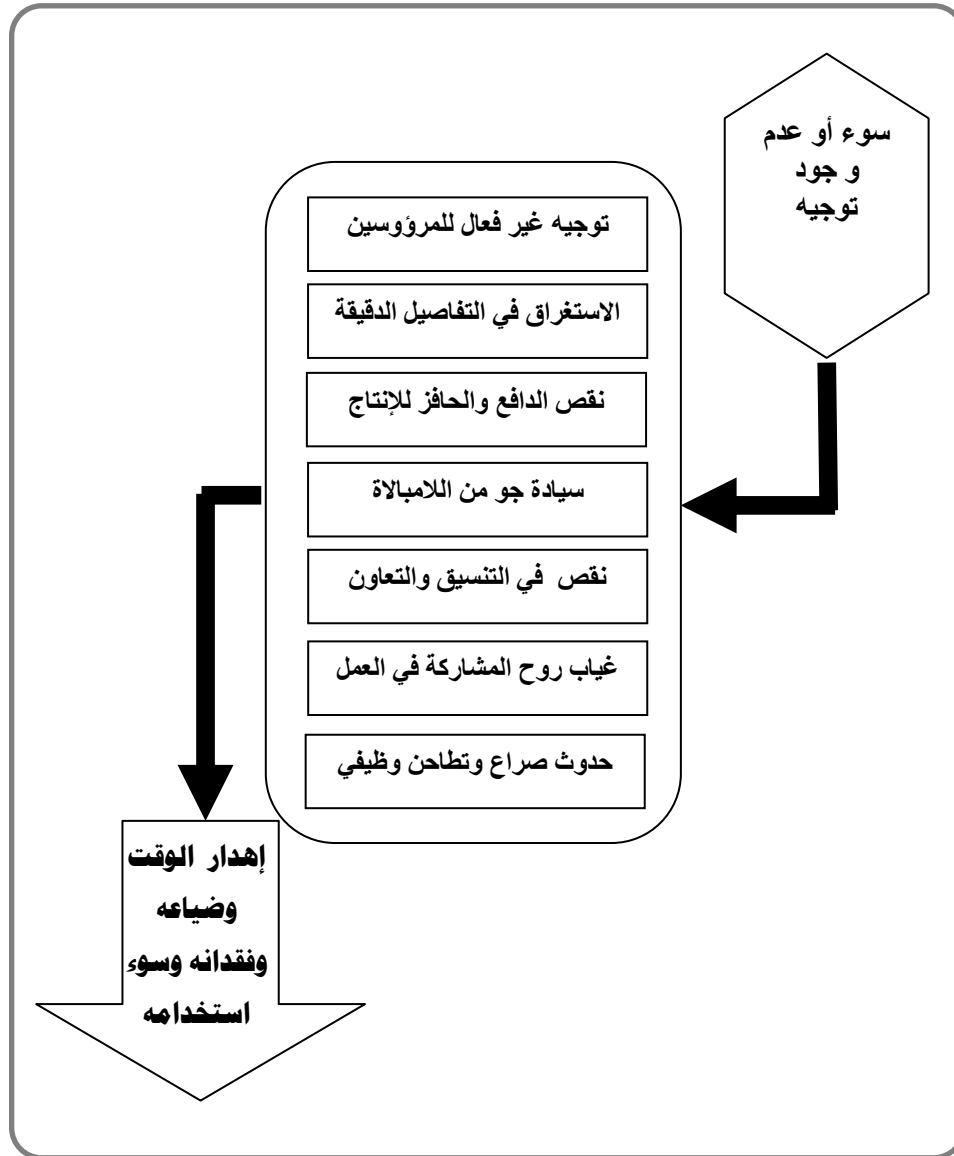 سوء أو عدم
و جود
توجيه
توجيه غير فعال للمرؤوسين
الاستغراق في التفاصيل الدقيقة
نقص الدافع والحافز للإنتاج
سيادة جو من اللامبالاة
نقص في التنسيق والتعاون
غياب روح المشاركة في العمل
حدوث صراع وتطاحن وظيفي
إهدار الوقت
وضياعه
وفقدانه وسوء
استخدامه